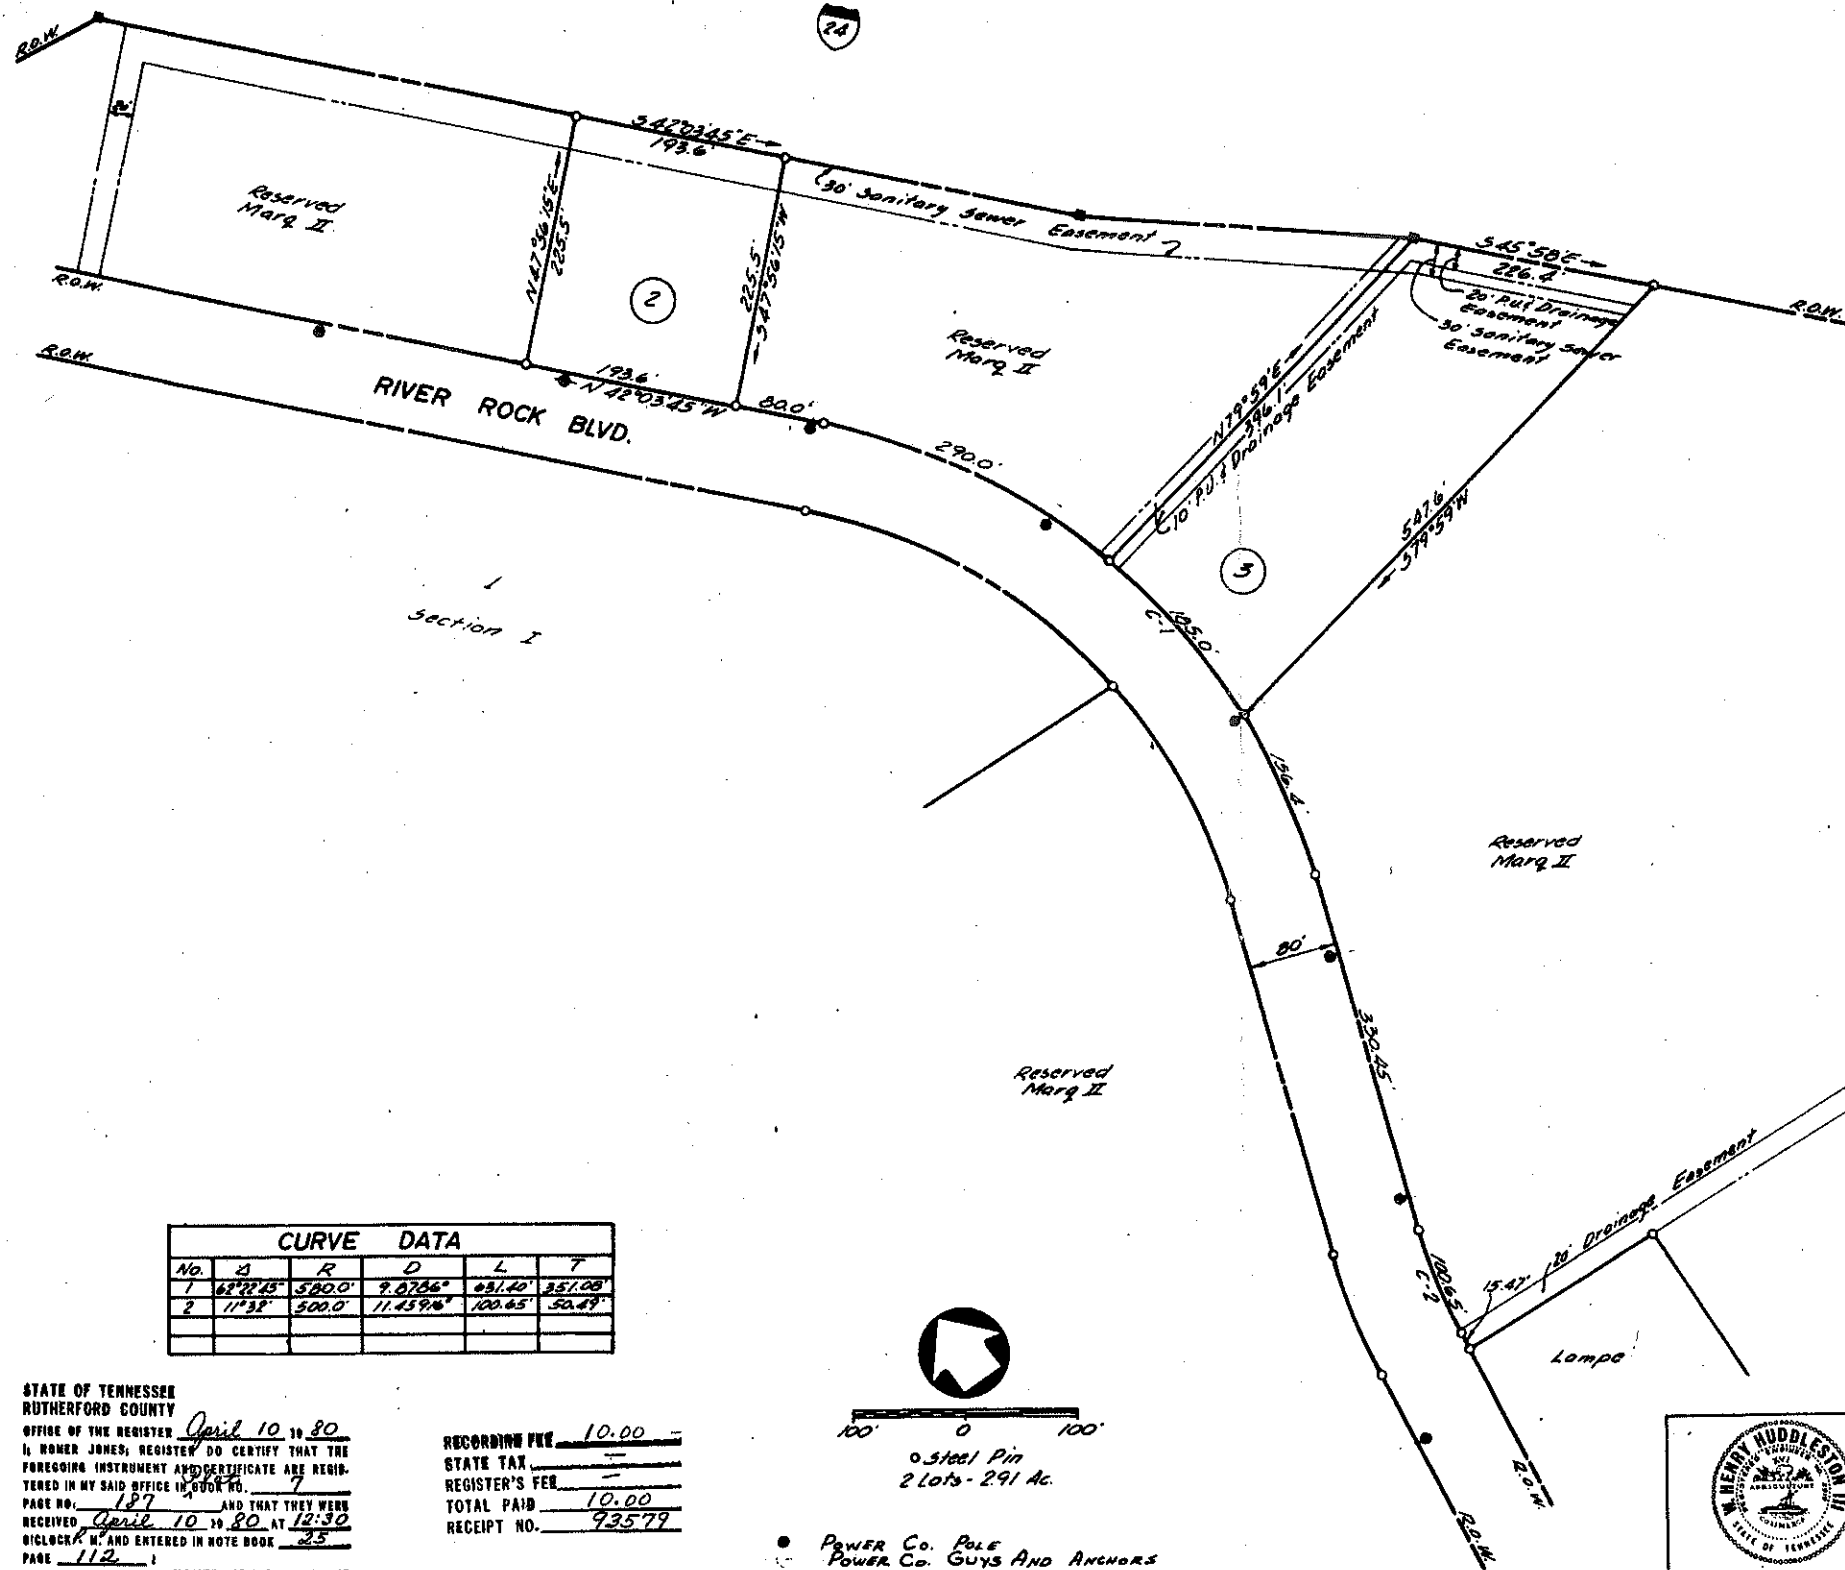 24
R.O.W.
20'
Reserved
Marq II
S 42°03'45" E
193.6'
30' Sanitary Sewer Easement
N 47°56'15" E
225.5'
2
225.5'
S 47°56'15" W
R.O.W.
R.O.W.
RIVER ROCK BLVD.
193.6'
N 42°03'45" W
80.0'
290.0'
Reserved
Marq II
S 45°58' E
226.4'
R.O.W.
20' P.U. & Drainage
Easement
30' Sanitary Sewer
Easement
N 79°59' E
396.1'
10' P.U. & Drainage Easement
547.6'
S 79°59' W
3
1
Section I
185.0'
C-1
156.4'
Reserved
Marq II
80'
330.45'
Reserved
Marq II
20' Drainage Easement
100.65'
C-2
15.47'
Lampe
R.O.W.
R.O.W.
CURVE DATA
No. Δ R D L T
1 62°22'45" 580.0' 9.8786° 631.40' 351.08'
2 11°32' 500.0' 11.45916° 100.65' 50.49'
100' 0 100'
o Steel Pin
2 Lots - 2.91 Ac.
POWER CO. POLE
POWER CO. GUYS AND ANCHORS
STATE OF TENNESSEE
RUTHERFORD COUNTY
OFFICE OF THE REGISTER April 10 19 80
I, HOMER JONES, REGISTER DO CERTIFY THAT THE
FOREGOING INSTRUMENT AND CERTIFICATE ARE REGIS-
TERED IN MY SAID OFFICE IN Plat BOOK NO. 7
PAGE NO. 187 AND THAT THEY WERE
RECEIVED April 10 19 80 AT 12:30
O'CLOCK P. M. AND ENTERED IN NOTE BOOK 25
PAGE 112
RECORDING FEE 10.00
STATE TAX
REGISTER'S FEE
TOTAL PAID 10.00
RECEIPT NO. 93579
W. HENRY HUDDLESTON III
AGRICULTURE
COMMERCE
STATE OF TENNESSEE